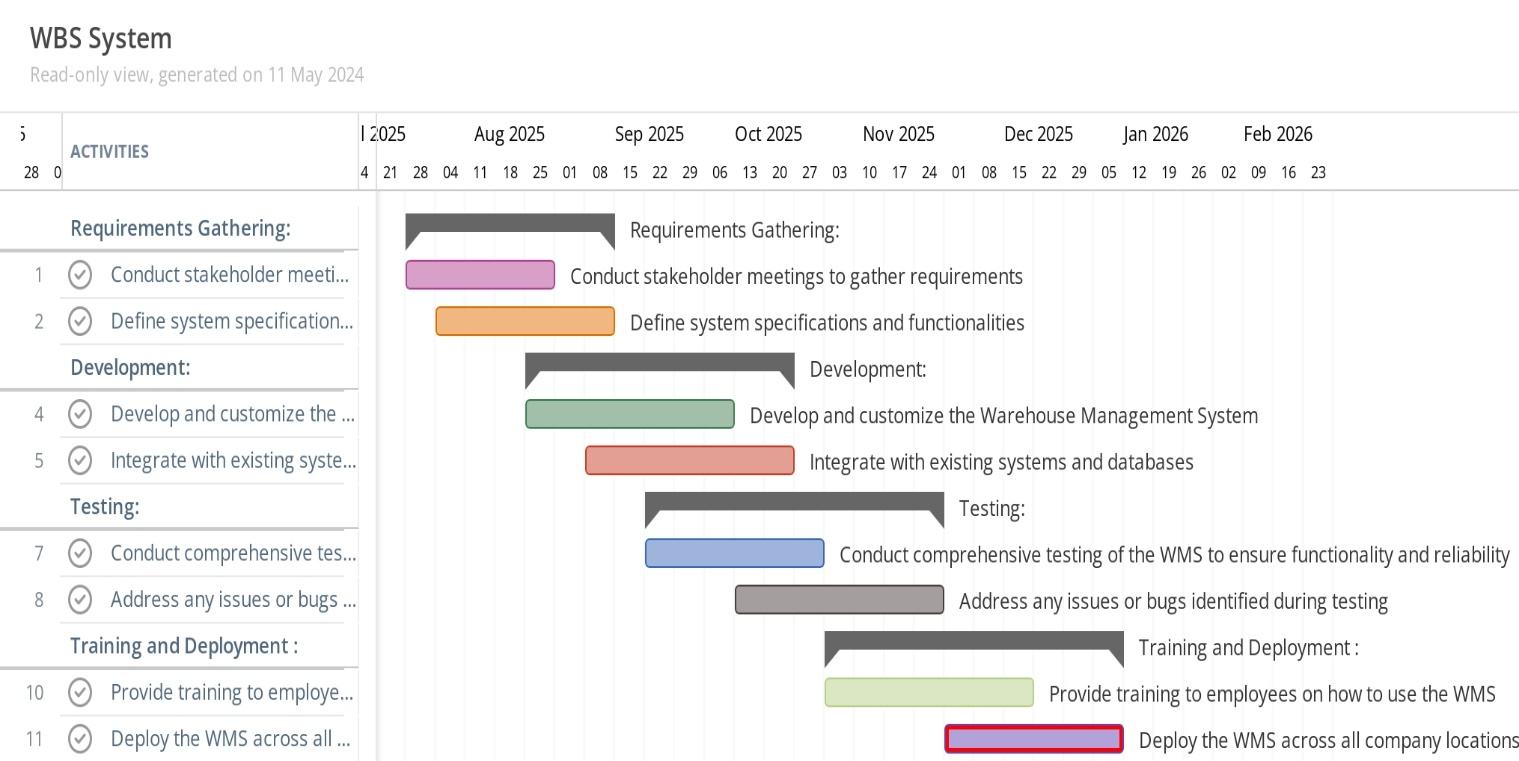 WBS System
Read-only view, generated on 11 May 2024
5 ACTIVITIES l 2025 Aug 2025 Sep 2025 Oct 2025 Nov 2025 Dec 2025 Jan 2026 Feb 2026
28 0 4 21 28 04 11 18 25 01 08 15 22 29 06 13 20 27 03 10 17 24 01 08 15 22 29 05 12 19 26 02 09 16 23
Requirements Gathering: Requirements Gathering:
1 Conduct stakeholder meeti... Conduct stakeholder meetings to gather requirements
2 Define system specification... Define system specifications and functionalities
Development: Development:
4 Develop and customize the ... Develop and customize the Warehouse Management System
5 Integrate with existing syste... Integrate with existing systems and databases
Testing: Testing:
7 Conduct comprehensive tes... Conduct comprehensive testing of the WMS to ensure functionality and reliability
8 Address any issues or bugs ... Address any issues or bugs identified during testing
Training and Deployment : Training and Deployment :
10 Provide training to employe... Provide training to employees on how to use the WMS
11 Deploy the WMS across all ... Deploy the WMS across all company locations